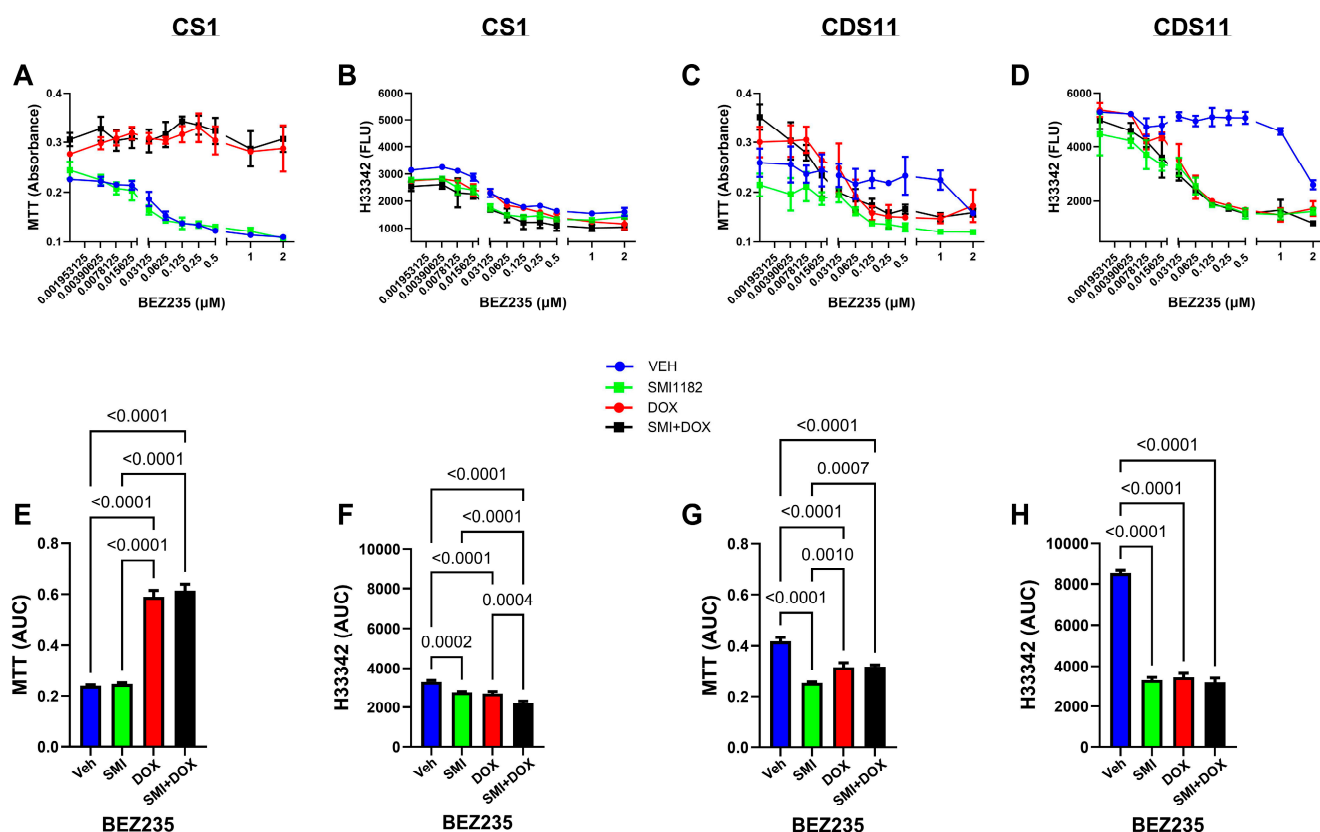 CS1
CS1
CDS11
CDS11
A
MTT (Absorbance)
0.4
0.3
0.2
0.1
0.001953125
0.00390625
0.0078125
0.015625
0.03125
0.0625
0.125
0.25
0.5
1
2
BEZ235 (µM)
B
H33342 (FLU)
6000
5000
4000
3000
2000
1000
0.001953125
0.00390625
0.0078125
0.015625
0.03125
0.0625
0.125
0.25
0.5
1
2
BEZ235 (µM)
C
MTT (Absorbance)
0.4
0.3
0.2
0.1
0.001953125
0.00390625
0.0078125
0.015625
0.03125
0.0625
0.125
0.25
0.5
1
2
BEZ235 (µM)
D
H33342 (FLU)
6000
4000
2000
0
0.001953125
0.00390625
0.0078125
0.015625
0.03125
0.0625
0.125
0.25
0.5
1
2
BEZ235 (µM)
VEH
SMI1182
DOX
SMI+DOX
E
MTT (AUC)
<0.0001
<0.0001
<0.0001
<0.0001
0.8
0.6
0.4
0.2
0.0
Veh
SMI
DOX
SMI+DOX
BEZ235
F
H33342 (AUC)
<0.0001
<0.0001
<0.0001
0.0004
0.0002
10000
8000
6000
4000
2000
0
Veh
SMI
DOX
SMI+DOX
BEZ235
G
MTT (AUC)
<0.0001
0.0007
<0.0001
0.0010
<0.0001
0.8
0.6
0.4
0.2
0.0
Veh
SMI
DOX
SMI+DOX
BEZ235
H
H33342 (AUC)
<0.0001
<0.0001
<0.0001
10000
8000
6000
4000
2000
0
Veh
SMI
DOX
SMI+DOX
BEZ235